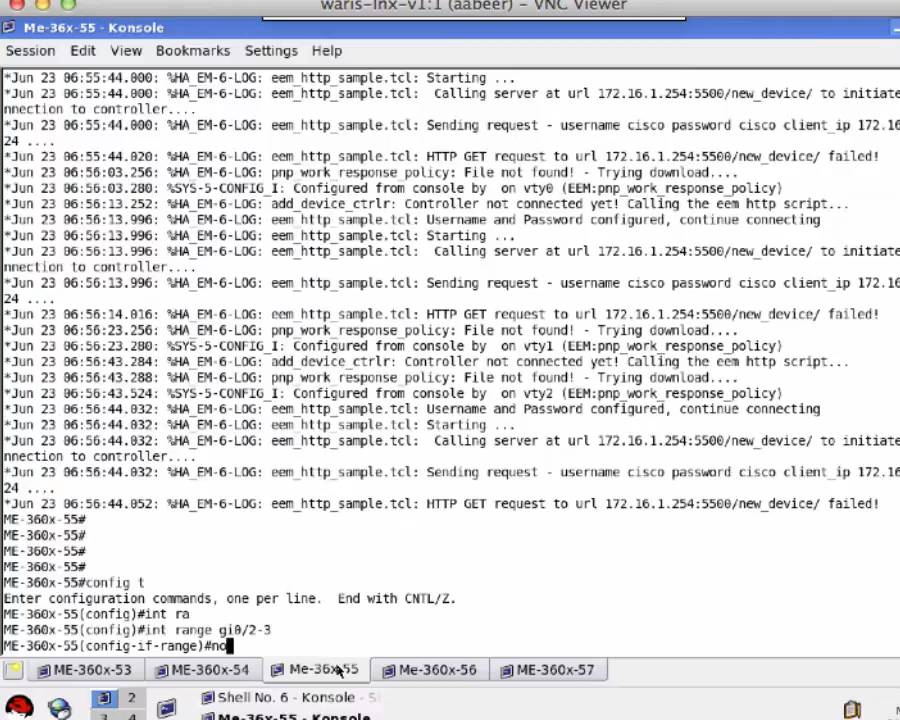 waris-lnx-v1:1 (aabeer) – VNC Viewer
Me-36x-55 - Konsole
Session Edit View Bookmarks Settings Help
*Jun 23 06:55:44.000: %HA_EM-6-LOG: eem_http_sample.tcl: Starting ...
*Jun 23 06:55:44.000: %HA_EM-6-LOG: eem_http_sample.tcl:  Calling server at url 172.16.1.254:5500/new_device/ to initiate
nnection to controller....
*Jun 23 06:55:44.000: %HA_EM-6-LOG: eem_http_sample.tcl: Sending request - username cisco password cisco client_ip 172.16
24 ....
*Jun 23 06:55:44.020: %HA_EM-6-LOG: eem_http_sample.tcl: HTTP GET request to url 172.16.1.254:5500/new_device/ failed!
*Jun 23 06:56:03.256: %HA_EM-6-LOG: pnp_work_response_policy: File not found! - Trying download....
*Jun 23 06:56:03.280: %SYS-5-CONFIG_I: Configured from console by  on vty0 (EEM:pnp_work_response_policy)
*Jun 23 06:56:13.252: %HA_EM-6-LOG: add_device_ctrlr: Controller not connected yet! Calling the eem http script...
*Jun 23 06:56:13.996: %HA_EM-6-LOG: eem_http_sample.tcl: Username and Password configured, continue connecting
*Jun 23 06:56:13.996: %HA_EM-6-LOG: eem_http_sample.tcl: Starting ...
*Jun 23 06:56:13.996: %HA_EM-6-LOG: eem_http_sample.tcl:  Calling server at url 172.16.1.254:5500/new_device/ to initiate
nnection to controller....
*Jun 23 06:56:13.996: %HA_EM-6-LOG: eem_http_sample.tcl: Sending request - username cisco password cisco client_ip 172.16
24 ....
*Jun 23 06:56:14.016: %HA_EM-6-LOG: eem_http_sample.tcl: HTTP GET request to url 172.16.1.254:5500/new_device/ failed!
*Jun 23 06:56:23.256: %HA_EM-6-LOG: pnp_work_response_policy: File not found! - Trying download....
*Jun 23 06:56:23.280: %SYS-5-CONFIG_I: Configured from console by  on vty1 (EEM:pnp_work_response_policy)
*Jun 23 06:56:43.284: %HA_EM-6-LOG: add_device_ctrlr: Controller not connected yet! Calling the eem http script...
*Jun 23 06:56:43.288: %HA_EM-6-LOG: pnp_work_response_policy: File not found! - Trying download....
*Jun 23 06:56:43.524: %SYS-5-CONFIG_I: Configured from console by  on vty2 (EEM:pnp_work_response_policy)
*Jun 23 06:56:44.032: %HA_EM-6-LOG: eem_http_sample.tcl: Username and Password configured, continue connecting
*Jun 23 06:56:44.032: %HA_EM-6-LOG: eem_http_sample.tcl: Starting ...
*Jun 23 06:56:44.032: %HA_EM-6-LOG: eem_http_sample.tcl:  Calling server at url 172.16.1.254:5500/new_device/ to initiate
nnection to controller....
*Jun 23 06:56:44.032: %HA_EM-6-LOG: eem_http_sample.tcl: Sending request - username cisco password cisco client_ip 172.16
24 ....
*Jun 23 06:56:44.052: %HA_EM-6-LOG: eem_http_sample.tcl: HTTP GET request to url 172.16.1.254:5500/new_device/ failed!
ME-360x-55#
ME-360x-55#
ME-360x-55#
ME-360x-55#
ME-360x-55#config t
Enter configuration commands, one per line.  End with CNTL/Z.
ME-360x-55(config)#int ra
ME-360x-55(config)#int range gi0/2-3
ME-360x-55(config-if-range)#no
ME-360x-53 ME-360x-54 Me-36x-55 ME-360x-56 ME-360x-57
2 Shell No. 6 - Konsole
3 4 Me-36x-55 - Konsole